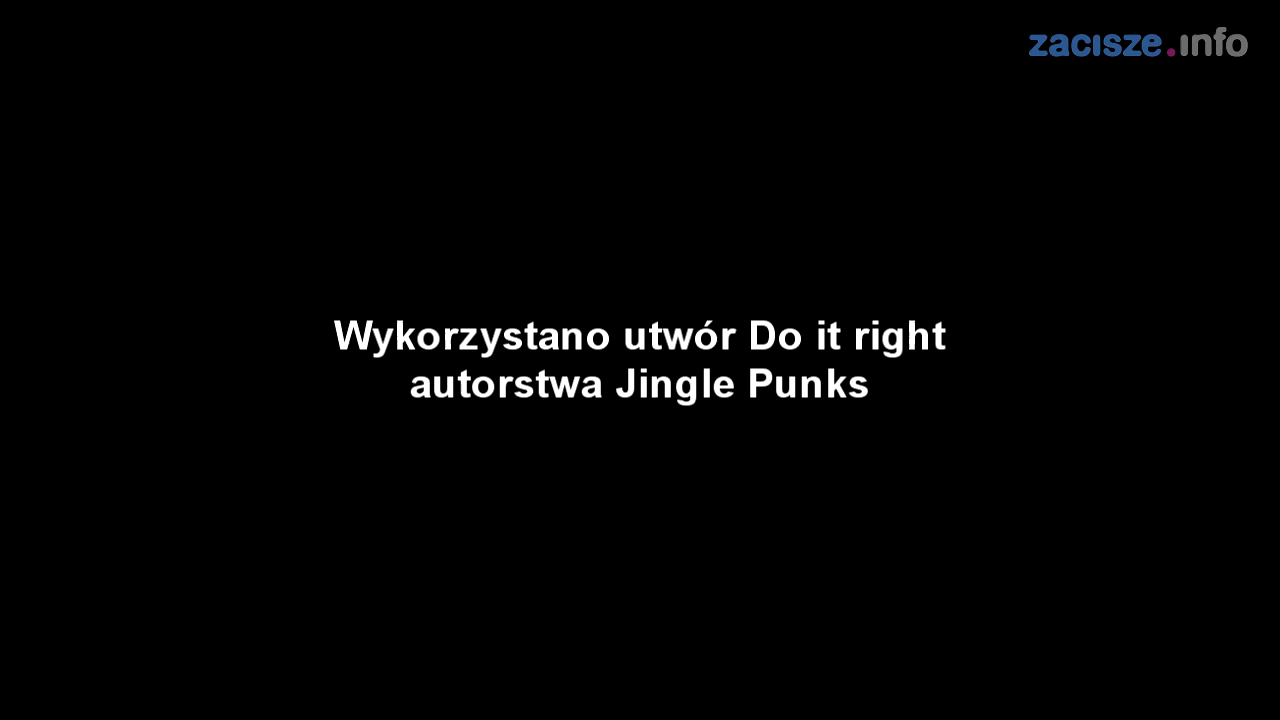 zacisze.info
Wykorzystano utwór Do it right
autorstwa Jingle Punks